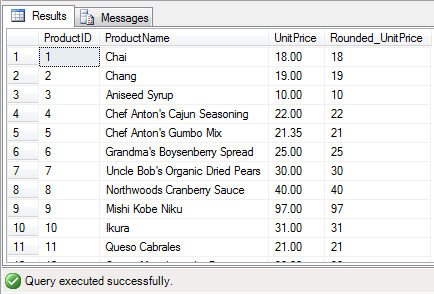 Results Messages
ProductID ProductName UnitPrice Rounded_UnitPrice
1 1 Chai 18.00 18
2 2 Chang 19.00 19
3 3 Aniseed Syrup 10.00 10
4 4 Chef Anton's Cajun Seasoning 22.00 22
5 5 Chef Anton's Gumbo Mix 21.35 21
6 6 Grandma's Boysenberry Spread 25.00 25
7 7 Uncle Bob's Organic Dried Pears 30.00 30
8 8 Northwoods Cranberry Sauce 40.00 40
9 9 Mishi Kobe Niku 97.00 97
10 10 Ikura 31.00 31
11 11 Queso Cabrales 21.00 21
Query executed successfully.